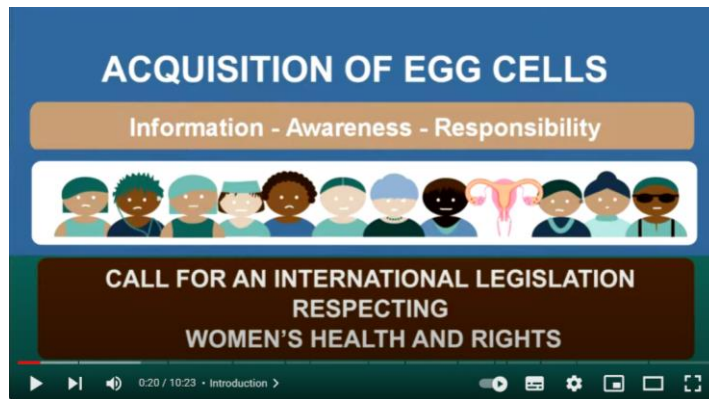 ACQUISITION OF EGG CELLS
Information - Awareness - Responsibility
CALL FOR AN INTERNATIONAL LEGISLATION
RESPECTING
WOMEN'S HEALTH AND RIGHTS
0:20 / 10:23 • Introduction >